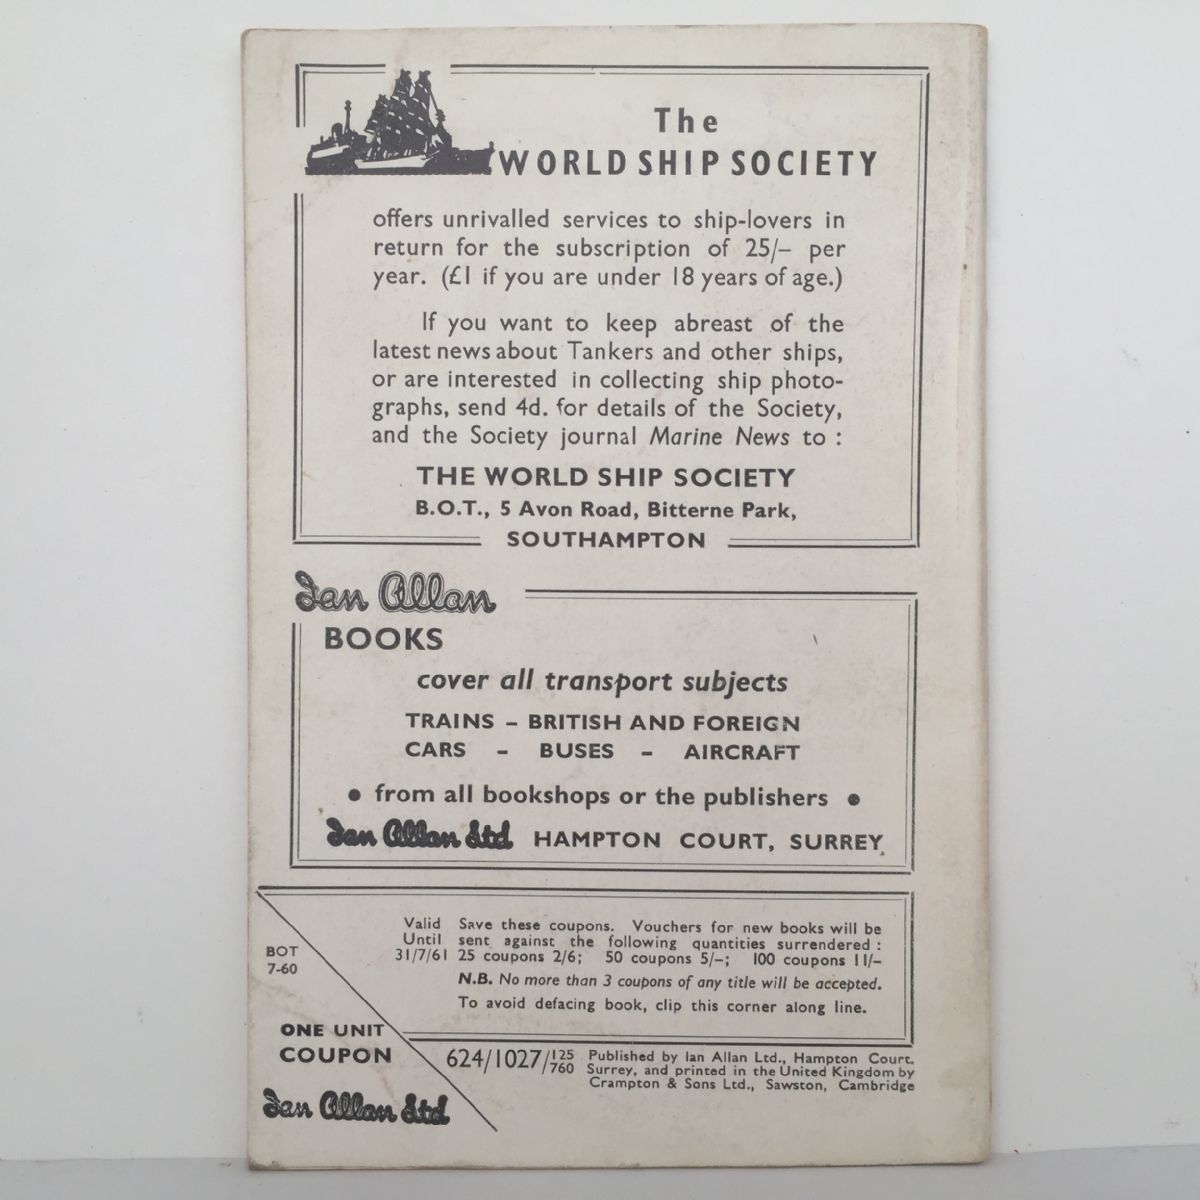 The
WORLD SHIP SOCIETY
offers unrivalled services to ship-lovers in
return for the subscription of 25/– per
year. (£1 if you are under 18 years of age.)
If you want to keep abreast of the
latest news about Tankers and other ships,
or are interested in collecting ship photo-
graphs, send 4d. for details of the Society,
and the Society journal Marine News to :
THE WORLD SHIP SOCIETY
B.O.T., 5 Avon Road, Bitterne Park,
SOUTHAMPTON
Ian Allan
BOOKS
cover all transport subjects
TRAINS – BRITISH AND FOREIGN
CARS – BUSES – AIRCRAFT
• from all bookshops or the publishers •
Ian Allan Ltd HAMPTON COURT, SURREY
Valid Save these coupons. Vouchers for new books will be
Until sent against the following quantities surrendered :
31/7/61 25 coupons 2/6; 50 coupons 5/–; 100 coupons 11/–
N.B. No more than 3 coupons of any title will be accepted.
To avoid defacing book, clip this corner along line.
BOT
7-60
ONE UNIT
COUPON
Ian Allan Ltd
624/1027/125/760
Published by Ian Allan Ltd., Hampton Court,
Surrey, and printed in the United Kingdom by
Crampton & Sons Ltd., Sawston, Cambridge